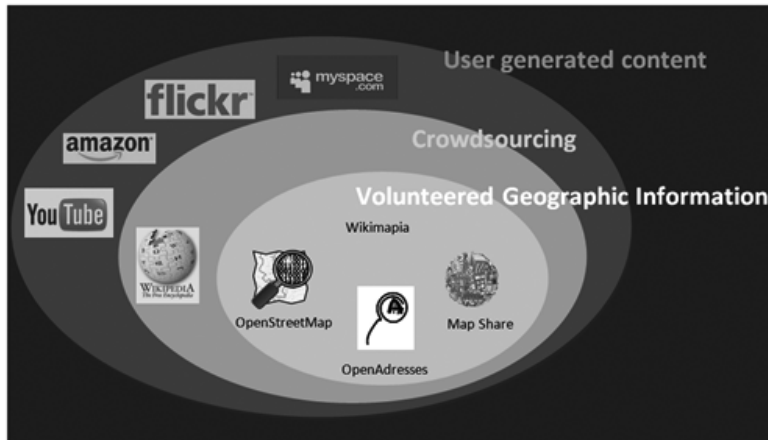 User generated content
myspace
.com
flickr
Crowdsourcing
amazon
Volunteered Geographic Information
YouTube
Wikimapia
WIKIPEDIA
The Free Encyclopedia
OpenStreetMap
Map Share
OpenAdresses